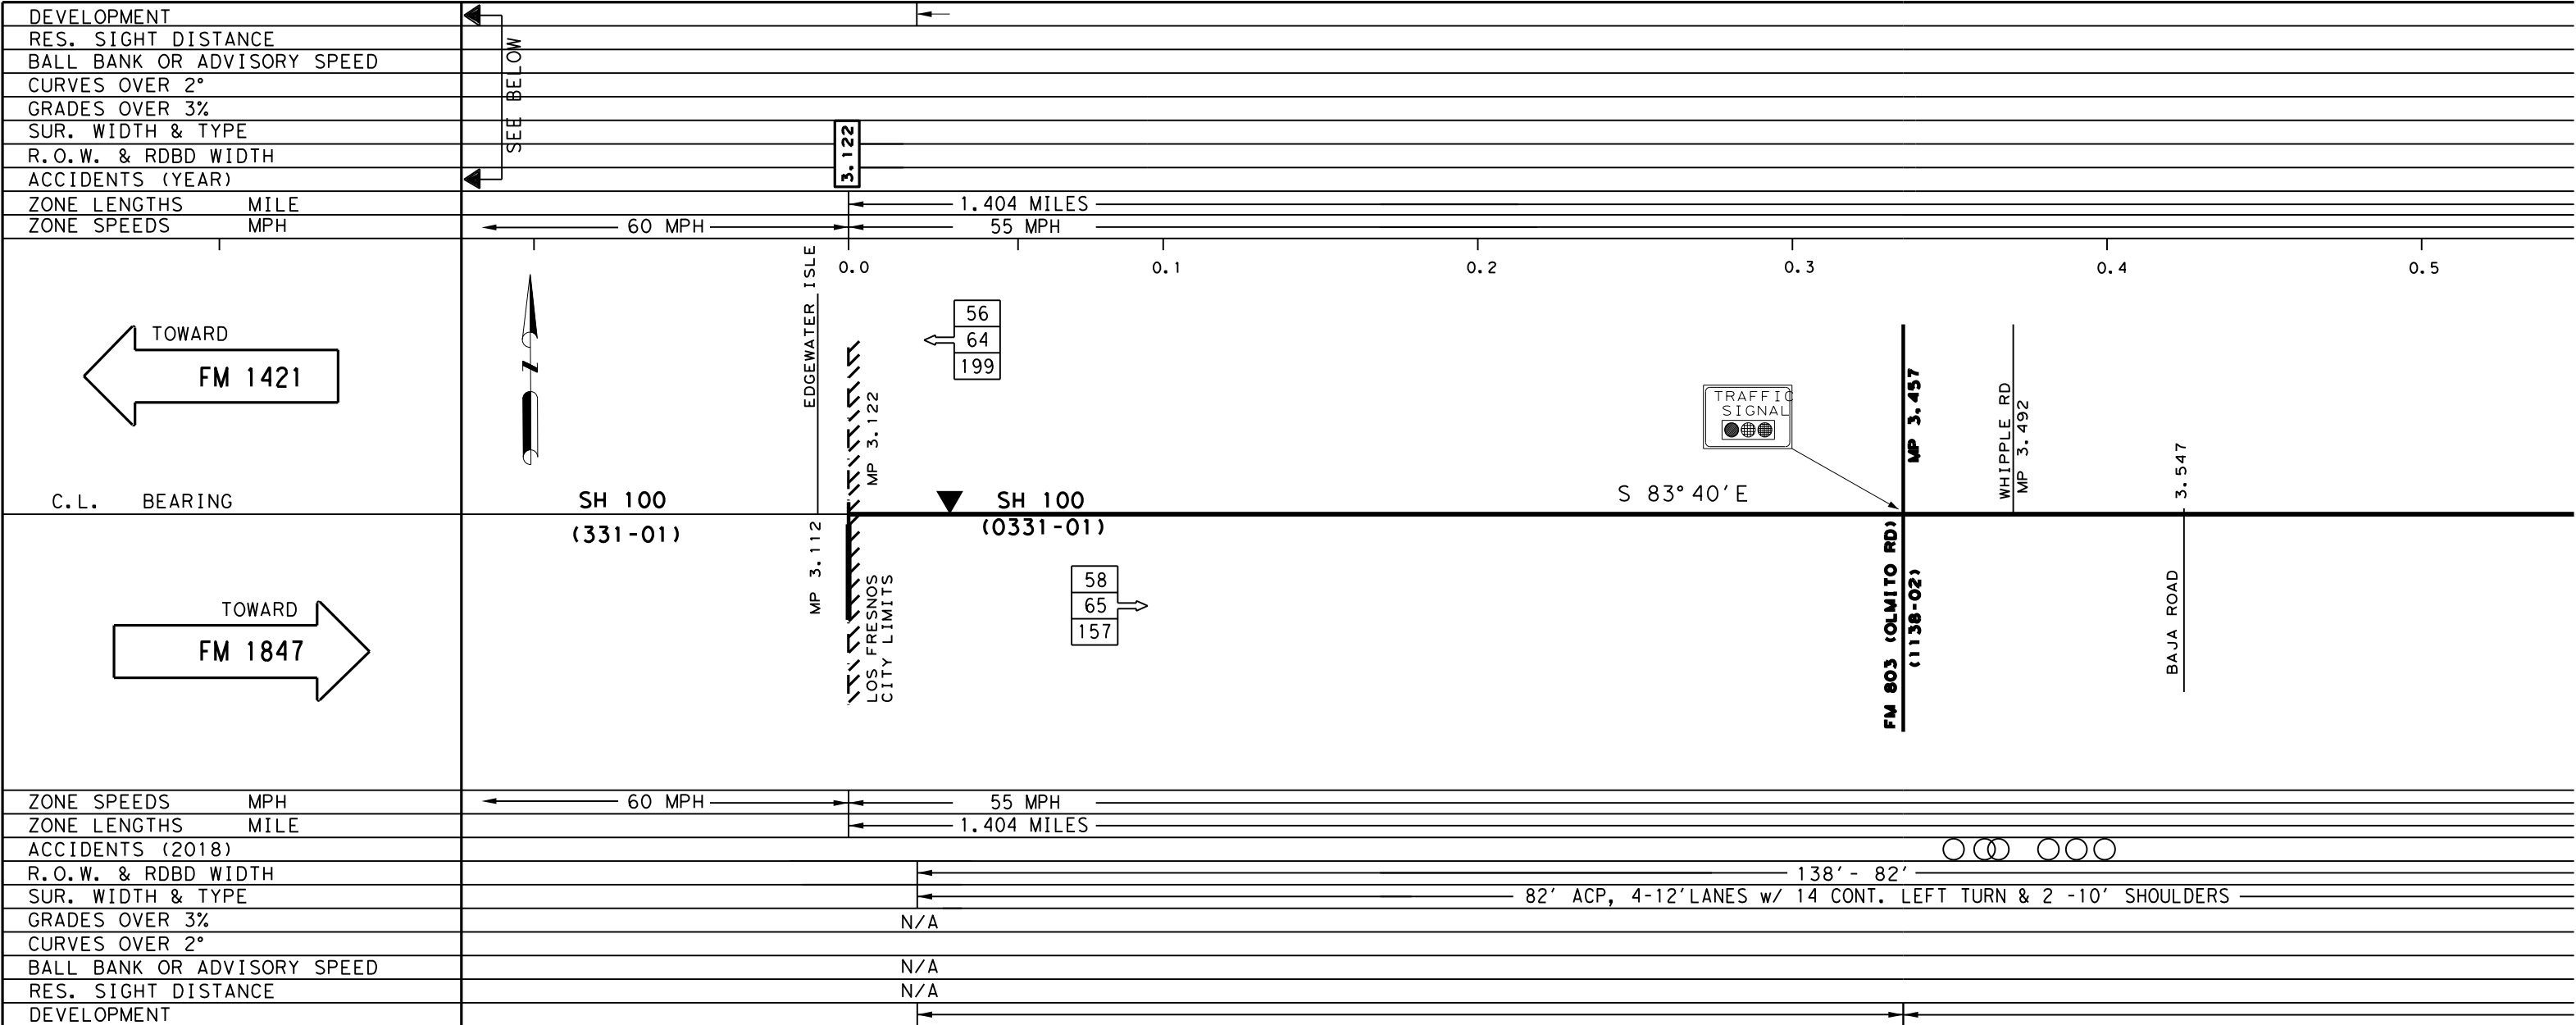 DEVELOPMENT
RES. SIGHT DISTANCE
BALL BANK OR ADVISORY SPEED
CURVES OVER 2°
GRADES OVER 3%
SUR. WIDTH & TYPE
R.O.W. & RDBD WIDTH
ACCIDENTS (YEAR)
SEE BELOW
3.122
ZONE LENGTHS MILE
1.404 MILES
ZONE SPEEDS MPH
60 MPH
55 MPH
0.0 0.1 0.2 0.3 0.4 0.5
TOWARD
FM 1421
N
EDGEWATER ISLE
MP 3.122
56
64
199
TRAFFIC
SIGNAL
MP 3.457
WHIPPLE RD
MP 3.492
3.547
C.L. BEARING
SH 100
(331-01)
SH 100
(0331-01)
S 83°40'E
MP 3.112
LOS FRESNOS
CITY LIMITS
58
65
157
FM 803 (OLMITO RD)
(1138-02)
BAJA ROAD
TOWARD
FM 1847
ZONE SPEEDS MPH
60 MPH
55 MPH
ZONE LENGTHS MILE
1.404 MILES
ACCIDENTS (2018)
R.O.W. & RDBD WIDTH
138'- 82'
SUR. WIDTH & TYPE
82' ACP, 4-12'LANES w/ 14 CONT. LEFT TURN & 2 -10' SHOULDERS
GRADES OVER 3%
N/A
CURVES OVER 2°
BALL BANK OR ADVISORY SPEED
N/A
RES. SIGHT DISTANCE
N/A
DEVELOPMENT